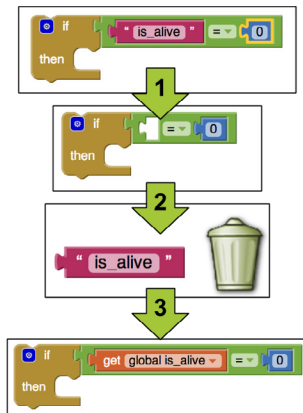 if " is_alive " = 0
then
1
if = 0
then
2
" is_alive "
3
if get global is_alive = 0
then